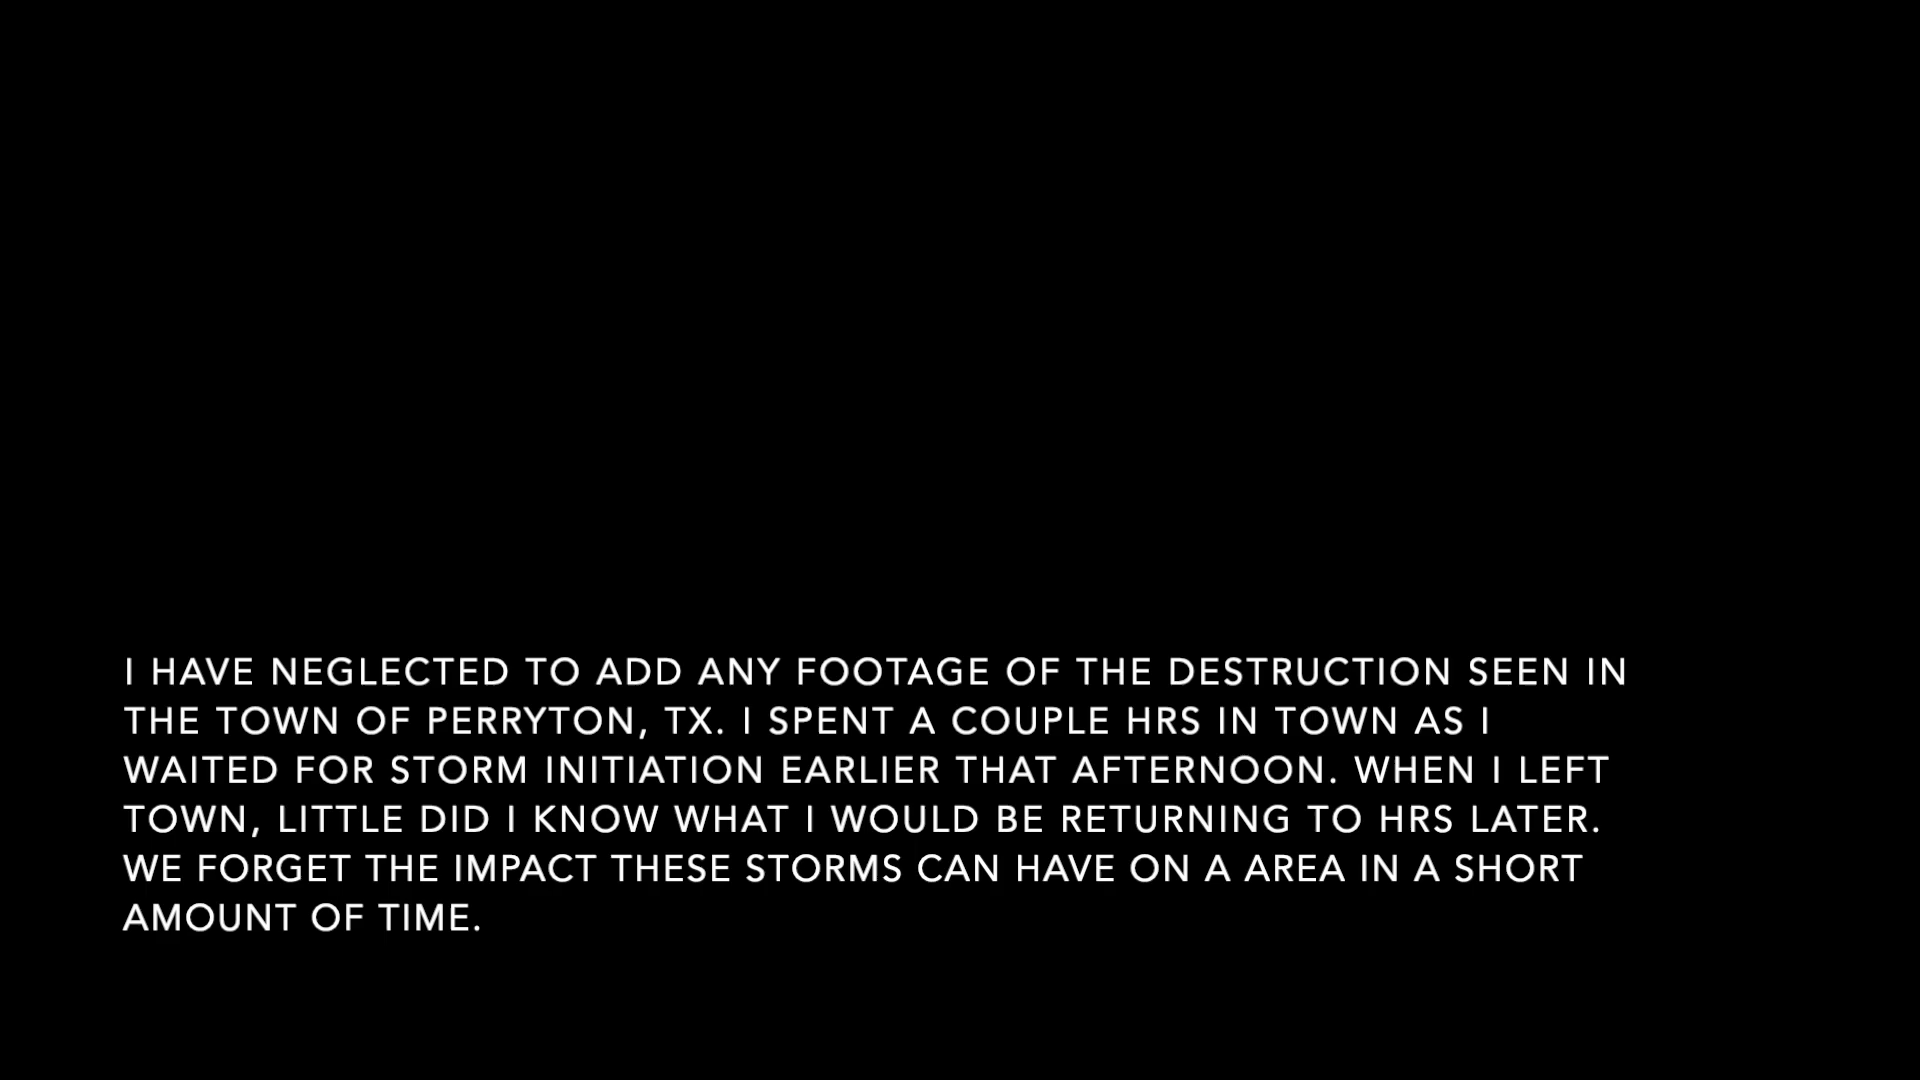 I HAVE NEGLECTED TO ADD ANY FOOTAGE OF THE DESTRUCTION SEEN IN
THE TOWN OF PERRYTON, TX. I SPENT A COUPLE HRS IN TOWN AS I
WAITED FOR STORM INITIATION EARLIER THAT AFTERNOON. WHEN I LEFT
TOWN, LITTLE DID I KNOW WHAT I WOULD BE RETURNING TO HRS LATER.
WE FORGET THE IMPACT THESE STORMS CAN HAVE ON A AREA IN A SHORT
AMOUNT OF TIME.